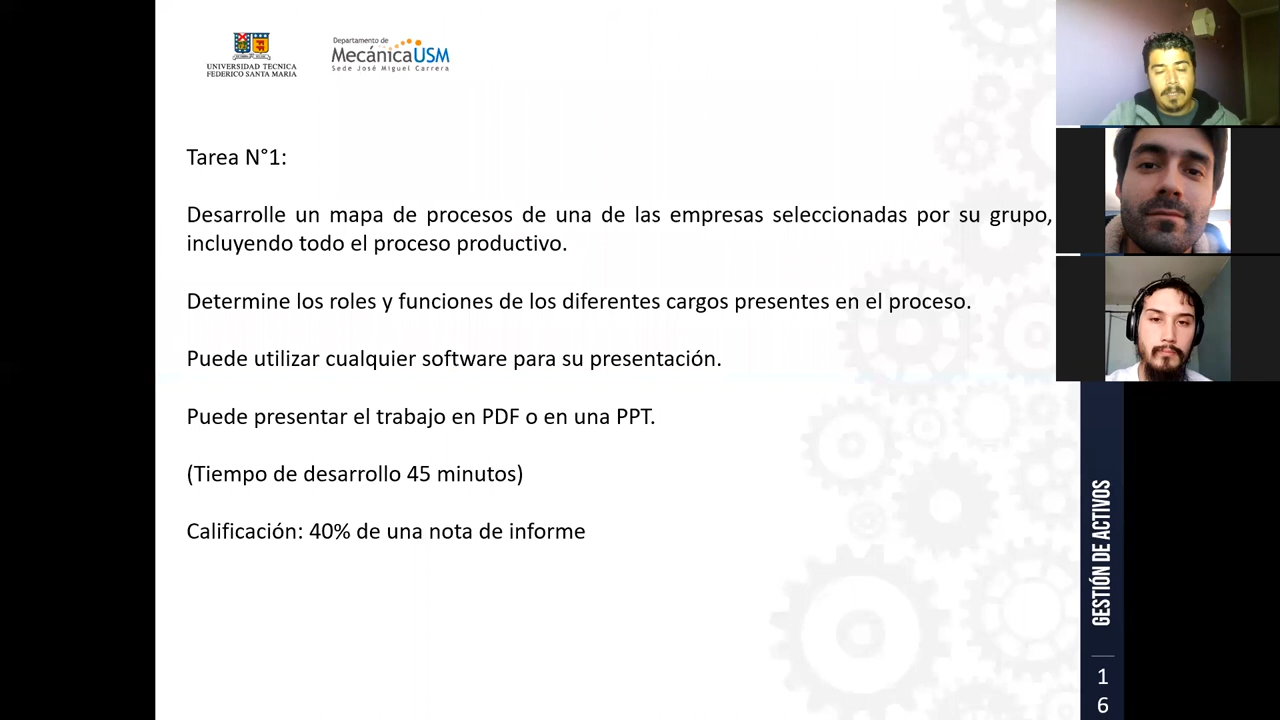 UNIVERSIDAD TECNICA
FEDERICO SANTA MARIA
Departamento de
MecánicaUSM
Sede José Miguel Carrera
Tarea N°1:
Desarrolle un mapa de procesos de una de las empresas seleccionadas por su grupo,
incluyendo todo el proceso productivo.
Determine los roles y funciones de los diferentes cargos presentes en el proceso.
Puede utilizar cualquier software para su presentación.
Puede presentar el trabajo en PDF o en una PPT.
(Tiempo de desarrollo 45 minutos)
Calificación: 40% de una nota de informe
GESTIÓN DE ACTIVOS
1
6